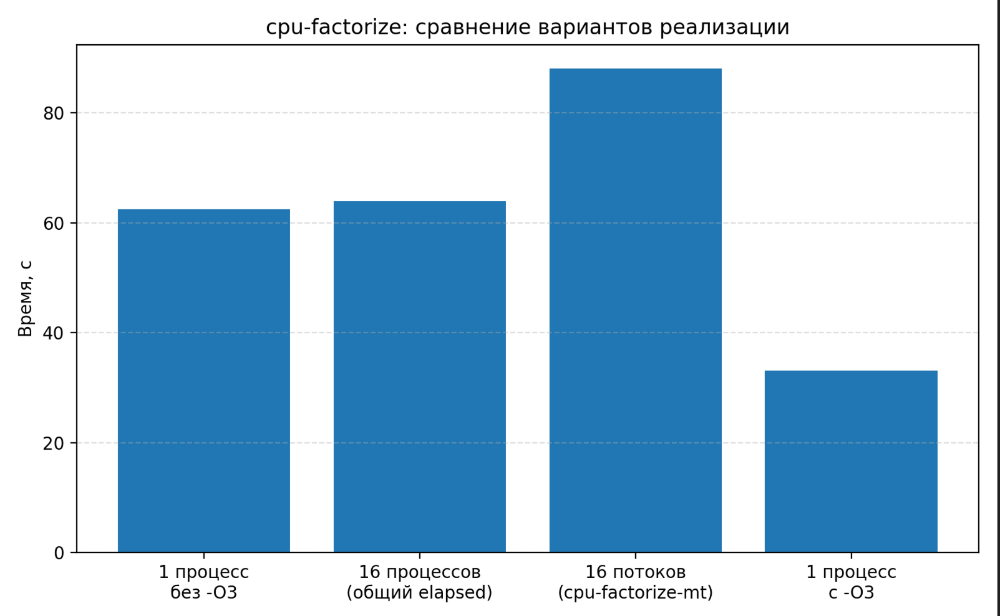 cpu-factorize: сравнение вариантов реализации
Время, с
80
60
40
20
0
1 процесс
без -O3
16 процессов
(общий elapsed)
16 потоков
(cpu-factorize-mt)
1 процесс
с -O3